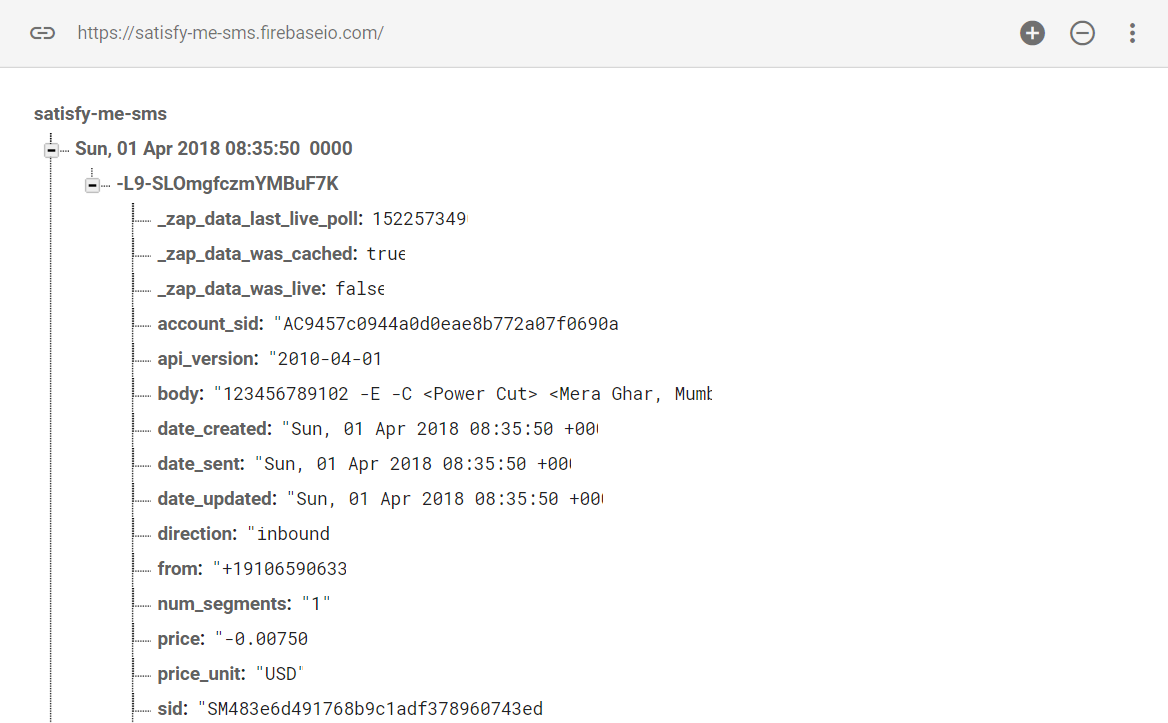 https://satisfy-me-sms.firebaseio.com/
satisfy-me-sms
Sun, 01 Apr 2018 08:35:50 0000
-L9-SLOmgfczmYMBuF7K
_zap_data_last_live_poll: 152257349
_zap_data_was_cached: true
_zap_data_was_live: false
account_sid: "AC9457c0944a0d0eae8b772a07f0690a
api_version: "2010-04-01
body: "123456789102 -E -C <Power Cut> <Mera Ghar, Mumb
date_created: "Sun, 01 Apr 2018 08:35:50 +000
date_sent: "Sun, 01 Apr 2018 08:35:50 +000
date_updated: "Sun, 01 Apr 2018 08:35:50 +000
direction: "inbound
from: "+19106590633
num_segments: "1"
price: "-0.00750
price_unit: "USD"
sid: "SM483e6d491768b9c1adf378960743ed